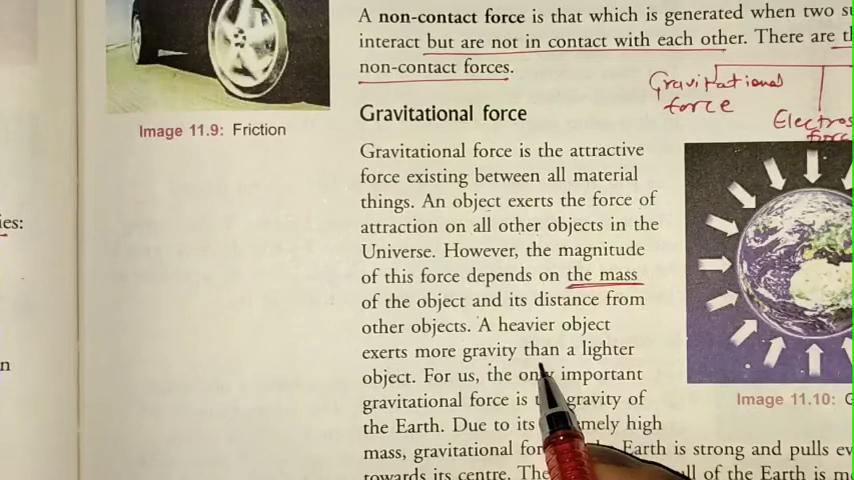 A non-contact force is that which is generated when two
interact but are not in contact with each other. There are
non-contact forces.
Gravitational
force
Electros
force
Image 11.9: Friction
Gravitational force
Gravitational force is the attractive
force existing between all material
things. An object exerts the force of
attraction on all other objects in the
Universe. However, the magnitude
of this force depends on the mass
of the object and its distance from
other objects. A heavier object
exerts more gravity than a lighter
object. For us, the only important
gravitational force is gravity of
the Earth. Due to its high
mass, gravitational Earth is strong and pulls
towards its centre. of the Earth is
Image 11.10:
ies:
n